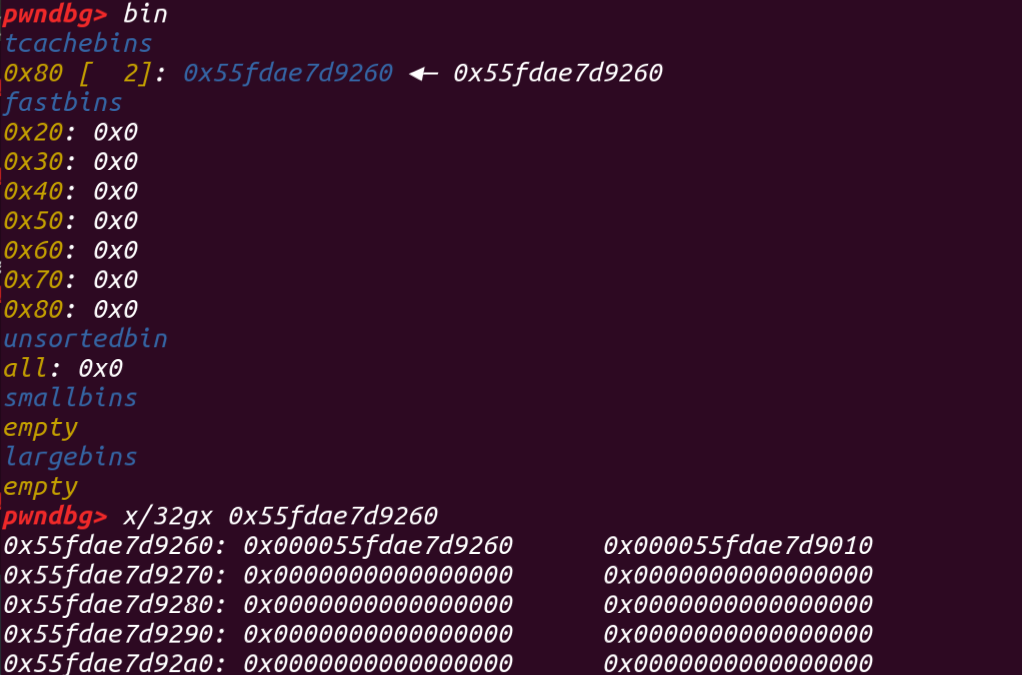 pwndbg> bin
tcachebins
0x80 [  2]: 0x55fdae7d9260 ◂— 0x55fdae7d9260
fastbins
0x20: 0x0
0x30: 0x0
0x40: 0x0
0x50: 0x0
0x60: 0x0
0x70: 0x0
0x80: 0x0
unsortedbin
all: 0x0
smallbins
empty
largebins
empty
pwndbg> x/32gx 0x55fdae7d9260
0x55fdae7d9260: 0x000055fdae7d9260      0x000055fdae7d9010
0x55fdae7d9270: 0x0000000000000000      0x0000000000000000
0x55fdae7d9280: 0x0000000000000000      0x0000000000000000
0x55fdae7d9290: 0x0000000000000000      0x0000000000000000
0x55fdae7d92a0: 0x0000000000000000      0x0000000000000000